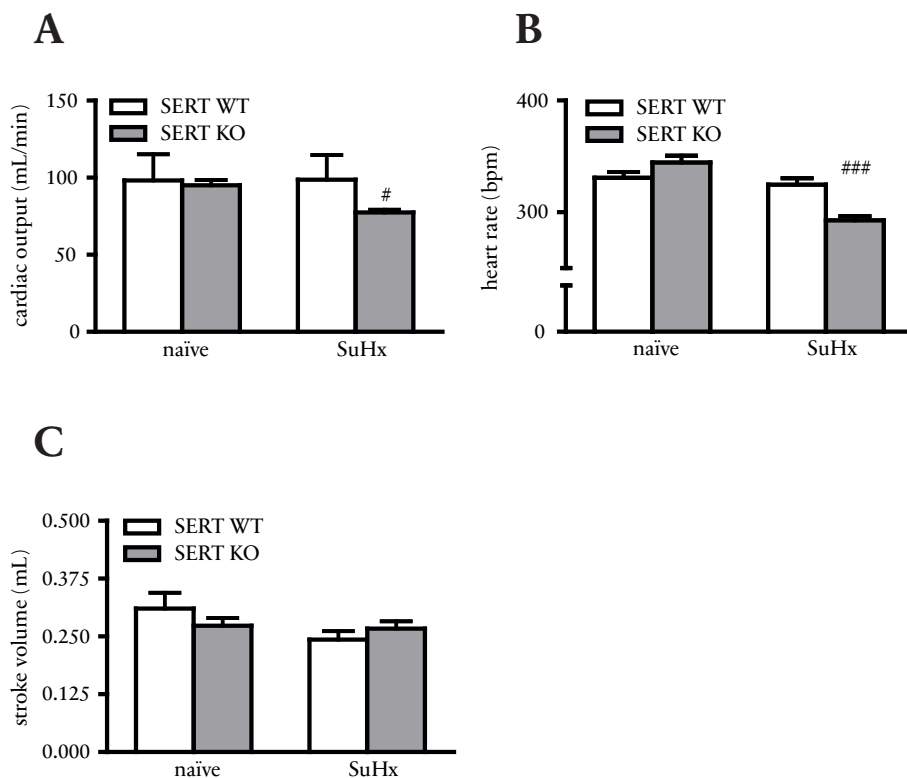 A
cardiac output (mL/min)
150
100
50
0
SERT WT
SERT KO
#
naïve
SuHx
B
heart rate (bpm)
400
300
0
SERT WT
SERT KO
###
naïve
SuHx
C
stroke volume (mL)
0.500
0.375
0.250
0.125
0.000
SERT WT
SERT KO
naïve
SuHx